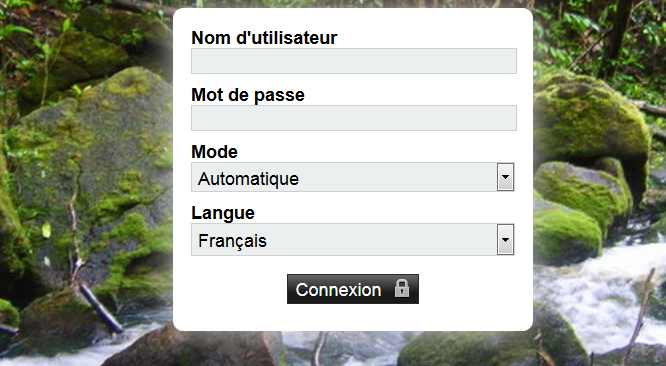 Nom d'utilisateur
Mot de passe
Mode
Automatique
Langue
Français
Connexion